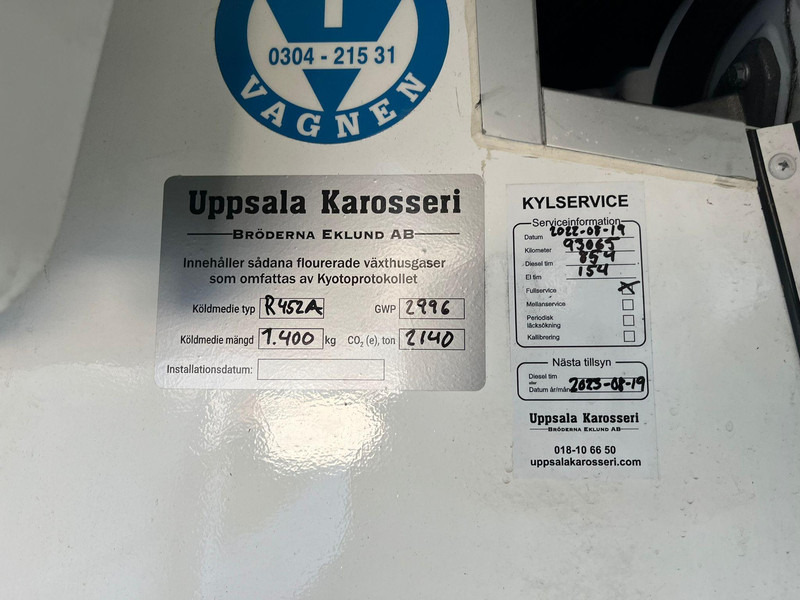 0304 - 215 31
VAGNEN
Uppsala Karosseri
BRÖDERNA EKLUND AB
Innehåller sådana flourerade växthusgaser
som omfattas av Kyotoprotokollet
Köldmedie typ R452A GWP 2996
Köldmedie mängd 1.400 kg CO2 (e), ton 2140
Installationsdatum:
KYLSERVICE
Serviceinformation
Datum 2022-08-19
Kilometer 93065
Diesel tim 854
El tim 154
Fullservice X
Mellanservice
Periodisk
läcksökning
Kalibrering
Nästa tillsyn
Diesel tim
eller
Datum år/mån 2023-08-19
Uppsala Karosseri
BRÖDERNA EKLUND AB
018-10 66 50
uppsalakarosseri.com